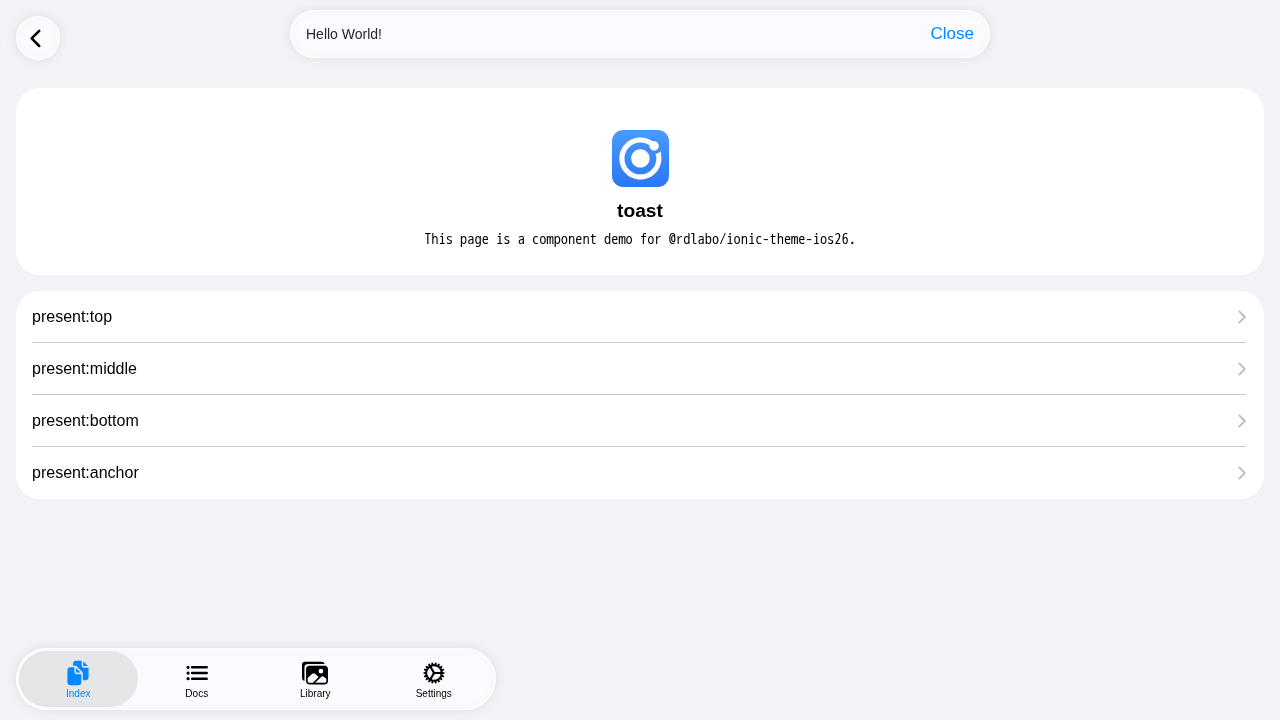 Hello World!
Close
toast
This page is a component demo for @rdlabo/ionic-theme-ios26.
present:top
present:middle
present:bottom
present:anchor
Index
Docs
Library
Settings